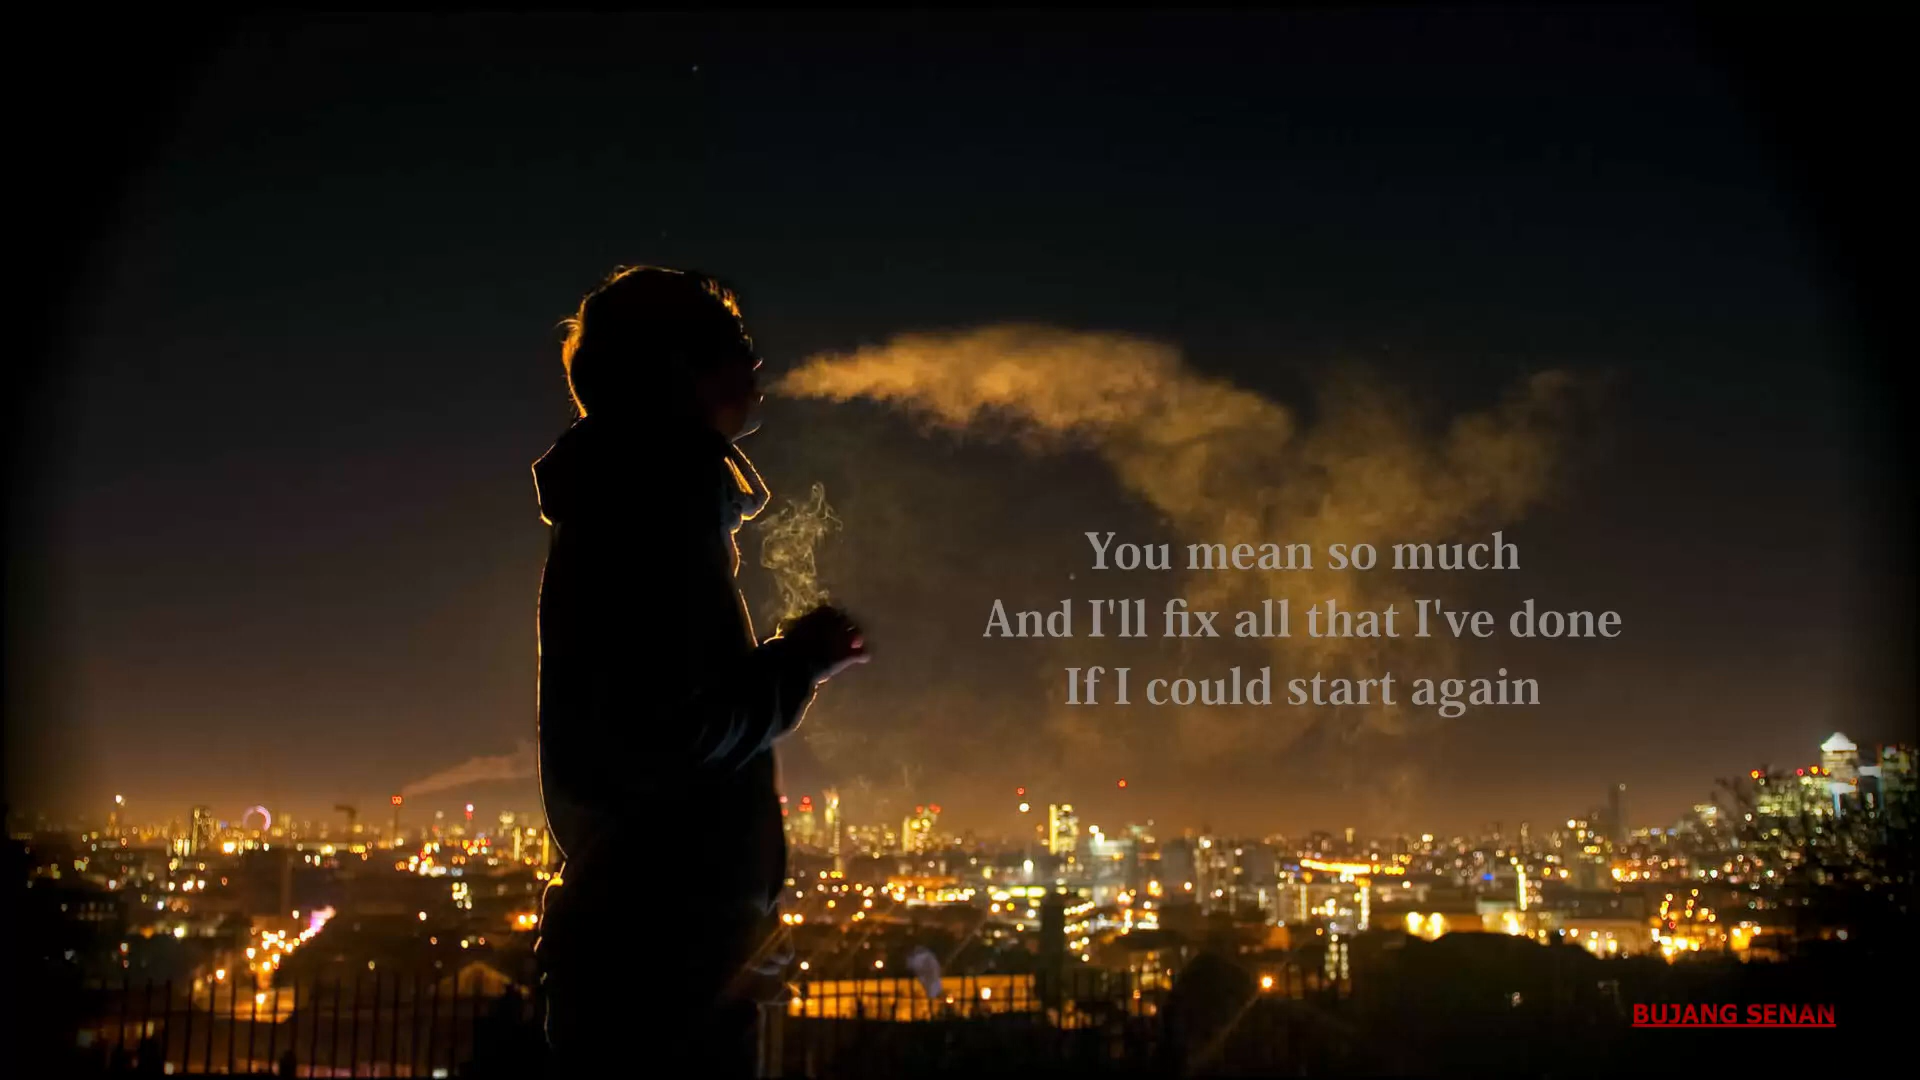 You mean so much
And I'll fix all that I've done
If I could start again
BUJANG SENAN